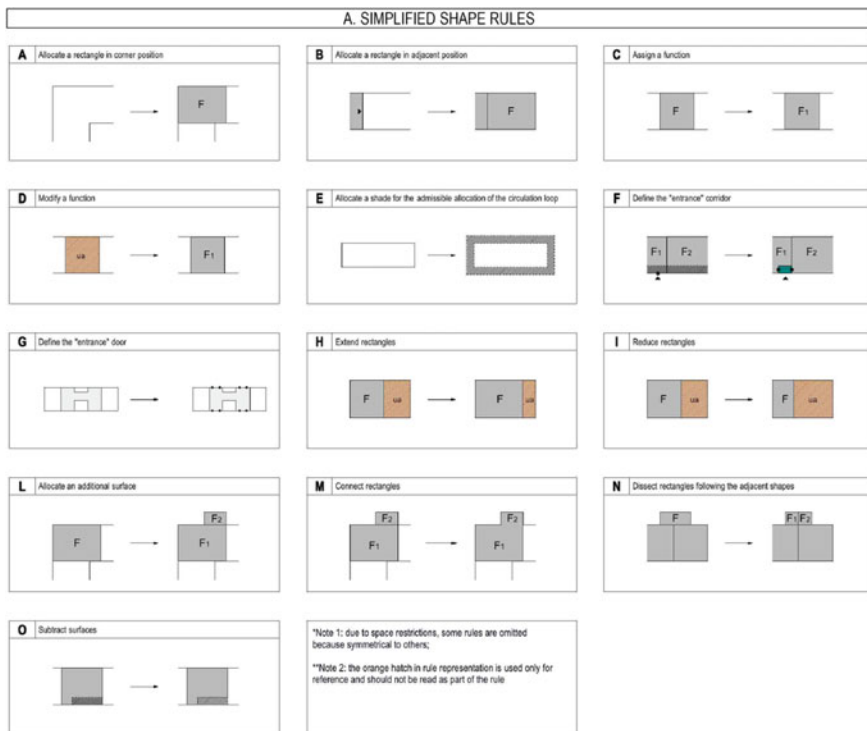 A. SIMPLIFIED SHAPE RULES
A Allocate a rectangle in corner position
F
B Allocate a rectangle in adjacent position
F
C Assign a function
F F1
D Modify a function
ua F1
E Allocate a shade for the admissible allocation of the circulation loop
F Define the "entrance" corridor
F1 F2 F1 F2
G Define the "entrance" door
H Extend rectangles
F ua F ua
I Reduce rectangles
F ua F ua
L Allocate an additional surface
F F2
F1
M Connect rectangles
F2 F2
F1 F1
N Dissect rectangles following the adjacent shapes
F F1 F2
O Subtract surfaces
*Note 1: due to space restrictions, some rules are omitted
because symmetrical to others;
**Note 2: the orange hatch in rule representation is used only for
reference and should not be read as part of the rule